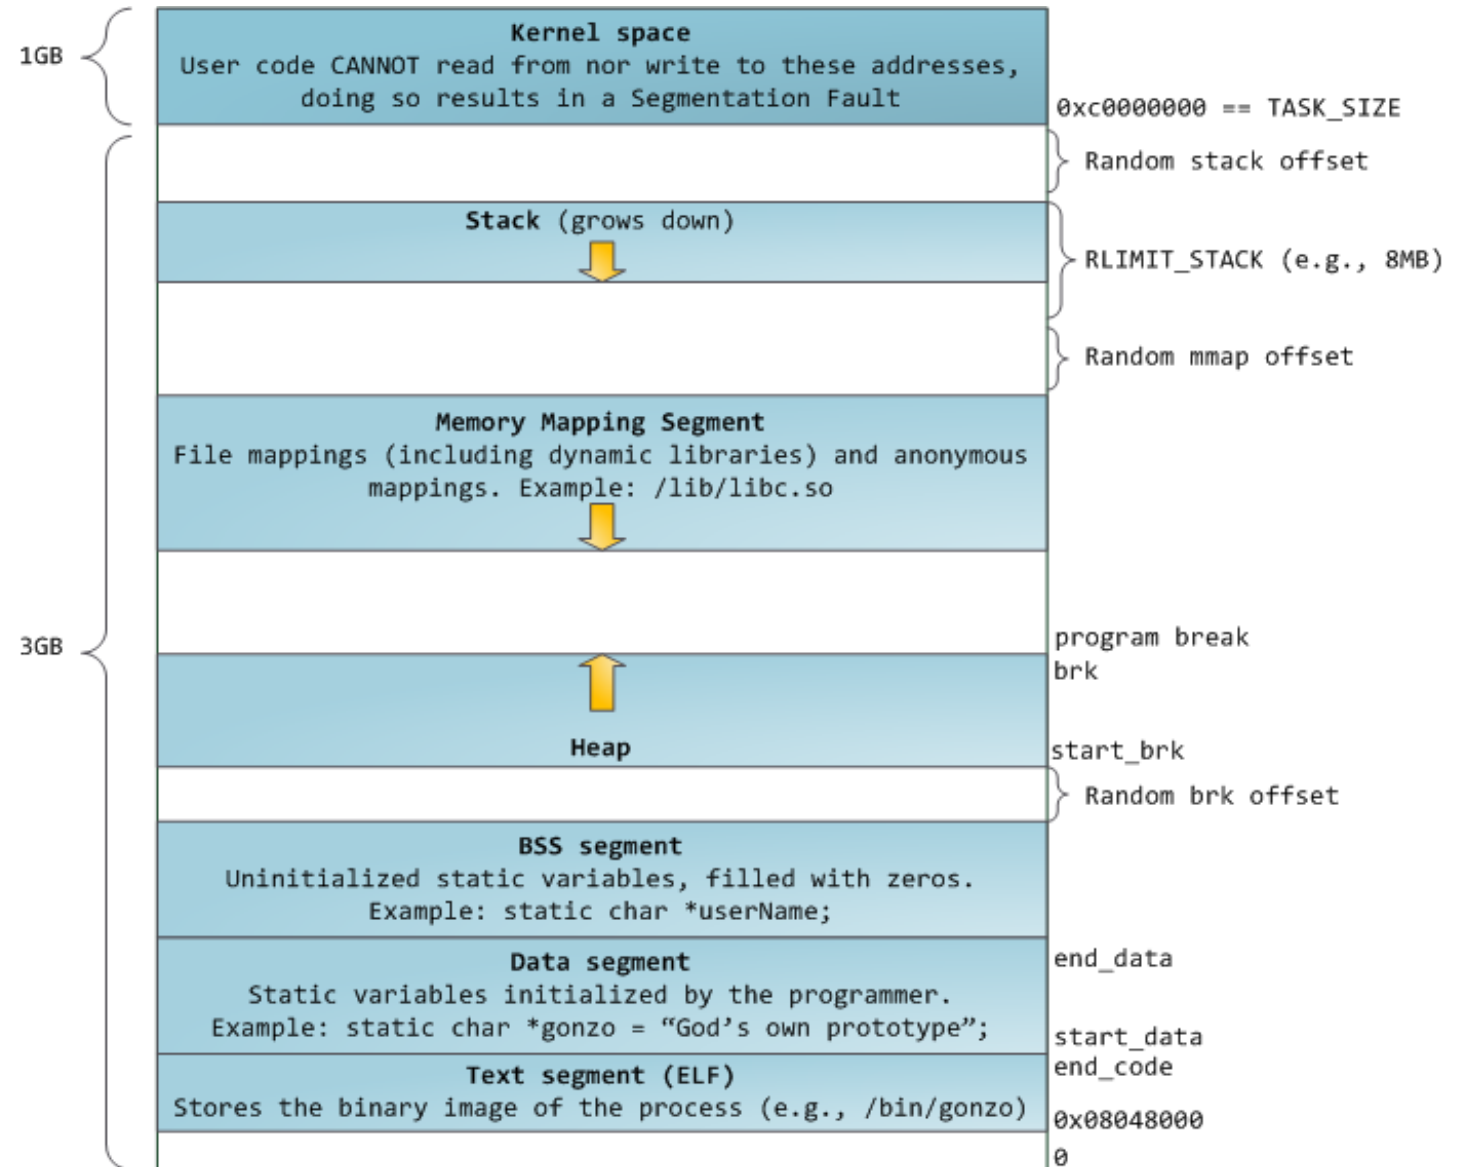 Kernel space
1GB
User code CANNOT read from nor write to these addresses,
doing so results in a Segmentation Fault
0xc0000000 == TASK_SIZE
Random stack offset
Stack (grows down)
RLIMIT_STACK (e.g., 8MB)
Random mmap offset
Memory Mapping Segment
File mappings (including dynamic libraries) and anonymous
mappings. Example: /lib/libc.so
3GB
program break
brk
Heap
start_brk
Random brk offset
BSS segment
Uninitialized static variables, filled with zeros.
Example: static char *userName;
Data segment
end_data
Static variables initialized by the programmer.
Example: static char *gonzo = “God’s own prototype”;
start_data
end_code
Text segment (ELF)
Stores the binary image of the process (e.g., /bin/gonzo)
0x08048000
0